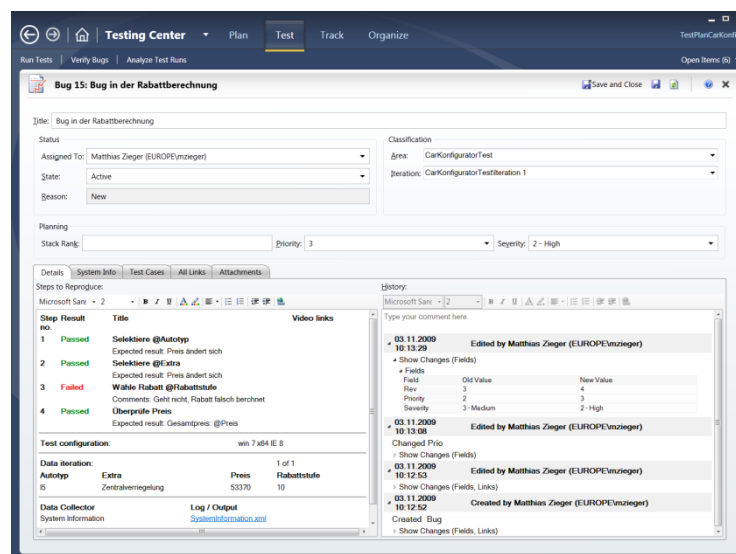 Testing Center
Plan
Test
Track
Organize
TestPlanCarKonfi
Run Tests
Verify Bugs
Analyze Test Runs
Open Items (6)
Bug 15: Bug in der Rabattberechnung
Save and Close
Title: Bug in der Rabattberechnung
Status
Classification
Assigned To: Matthias Zieger (EUROPE\mzieger)
Area: CarKonfiguratorTest
State: Active
Iteration: CarKonfiguratorTest\Iteration 1
Reason: New
Planning
Stack Rank:
Priority: 3
Severity: 2 - High
Details
System Info
Test Cases
All Links
Attachments
Steps to Reproduce:
Microsoft Sans 2
Step no. Result Title Video links
1 Passed Selektiere @Autotyp
Expected result: Preis ändert sich
2 Passed Selektiere @Extra
Expected result: Preis ändert sich
3 Failed Wähle Rabatt @Rabattstufe
Comments: Geht nicht, Rabatt falsch berchnet
4 Passed Überprüfe Preis
Expected result: Gesamtpreis: @Preis
Test configuration: win 7 x64 IE 8
Data iteration: 1 of 1
Autotyp Extra Preis Rabattstufe
I5 Zentralverriegelung 53370 10
Data Collector Log / Output
System Information SystemInformation.xml
History:
Microsoft Sans 2
Type your comment here.
03.11.2009 10:13:29 Edited by Matthias Zieger (EUROPE\mzieger)
Show Changes (Fields)
Fields
Field Old Value New Value
Rev 3 4
Priority 2 3
Severity 3 - Medium 2 - High
03.11.2009 10:13:08 Edited by Matthias Zieger (EUROPE\mzieger)
Changed Prio
Show Changes (Fields)
03.11.2009 10:12:53 Edited by Matthias Zieger (EUROPE\mzieger)
Show Changes (Fields, Links)
03.11.2009 10:12:52 Created by Matthias Zieger (EUROPE\mzieger)
Created Bug
Show Changes (Fields, Links)